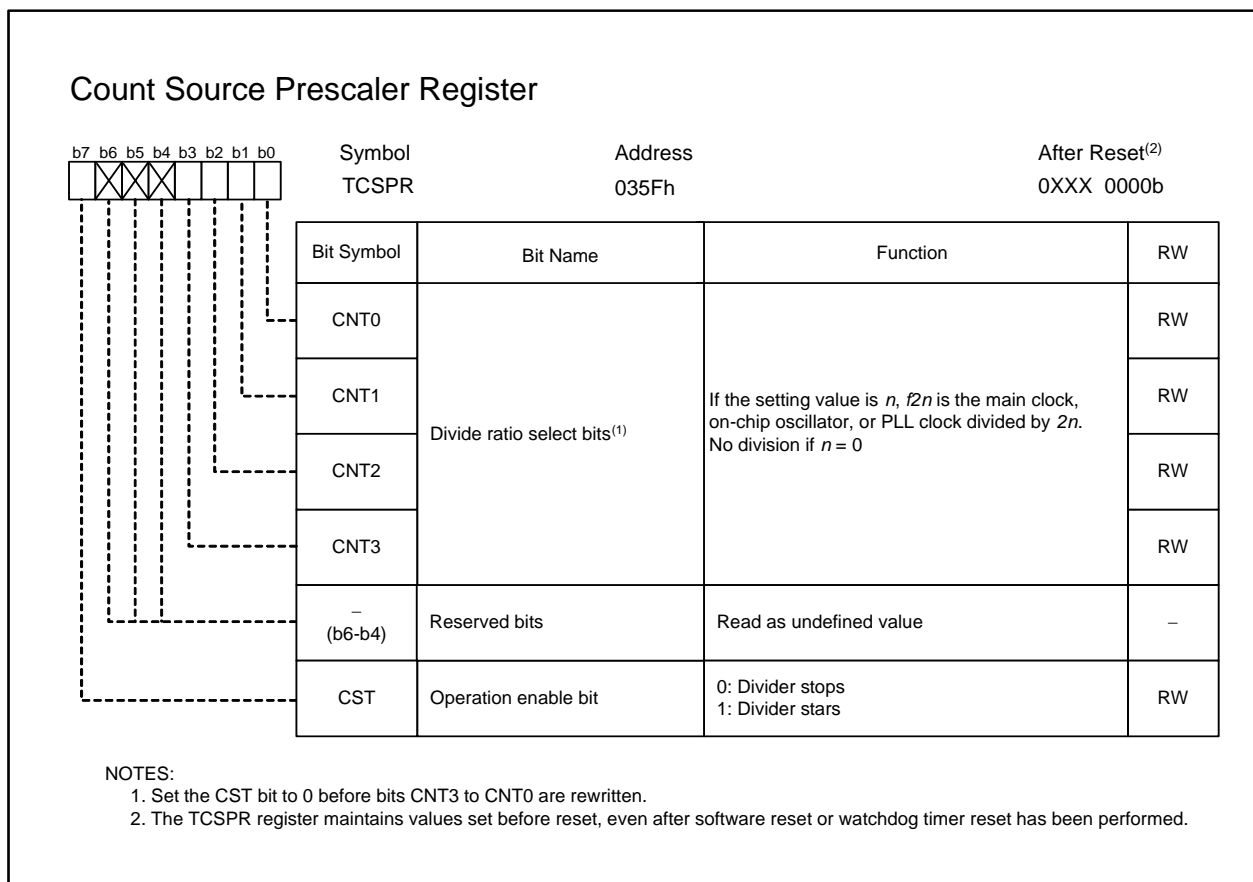 Count Source Prescaler Register
b7 b6 b5 b4 b3 b2 b1 b0
Symbol Address After Reset(2)
TCSPR 035Fh 0XXX 0000b
Bit Symbol Bit Name Function RW
CNT0 RW
CNT1 RW
Divide ratio select bits(1)
If the setting value is n, f2n is the main clock,
on-chip oscillator, or PLL clock divided by 2n.
No division if n = 0
CNT2 RW
CNT3 RW
–
(b6-b4)
Reserved bits Read as undefined value –
CST Operation enable bit
0: Divider stops
1: Divider stars
RW
NOTES:
1. Set the CST bit to 0 before bits CNT3 to CNT0 are rewritten.
2. The TCSPR register maintains values set before reset, even after software reset or watchdog timer reset has been performed.